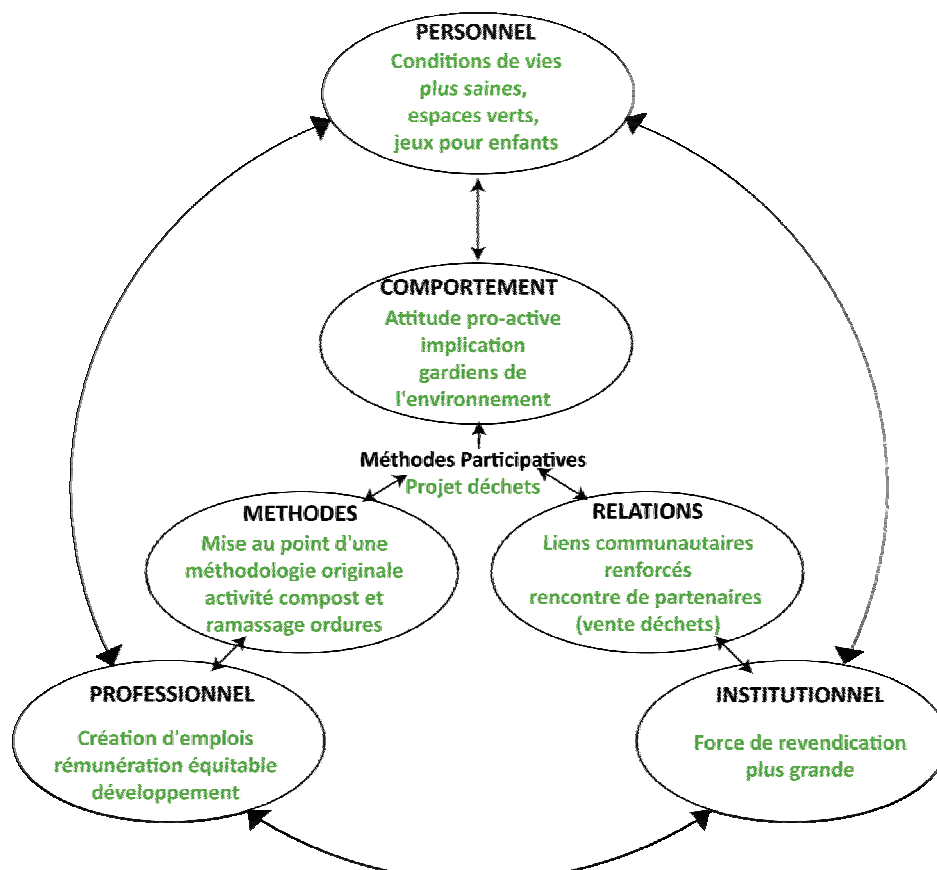 PERSONNEL
Conditions de vies
plus saines,
espaces verts,
jeux pour enfants
COMPORTEMENT
Attitude pro-active
implication
gardiens de
l'environnement
Méthodes Participatives
Projet déchets
METHODES
Mise au point d'une
méthodologie originale
activité compost et
ramassage ordures
RELATIONS
Liens communautaires
renforcés
rencontre de partenaires
(vente déchets)
PROFESSIONNEL
Création d'emplois
rémunération équitable
développement
INSTITUTIONNEL
Force de revendication
plus grande